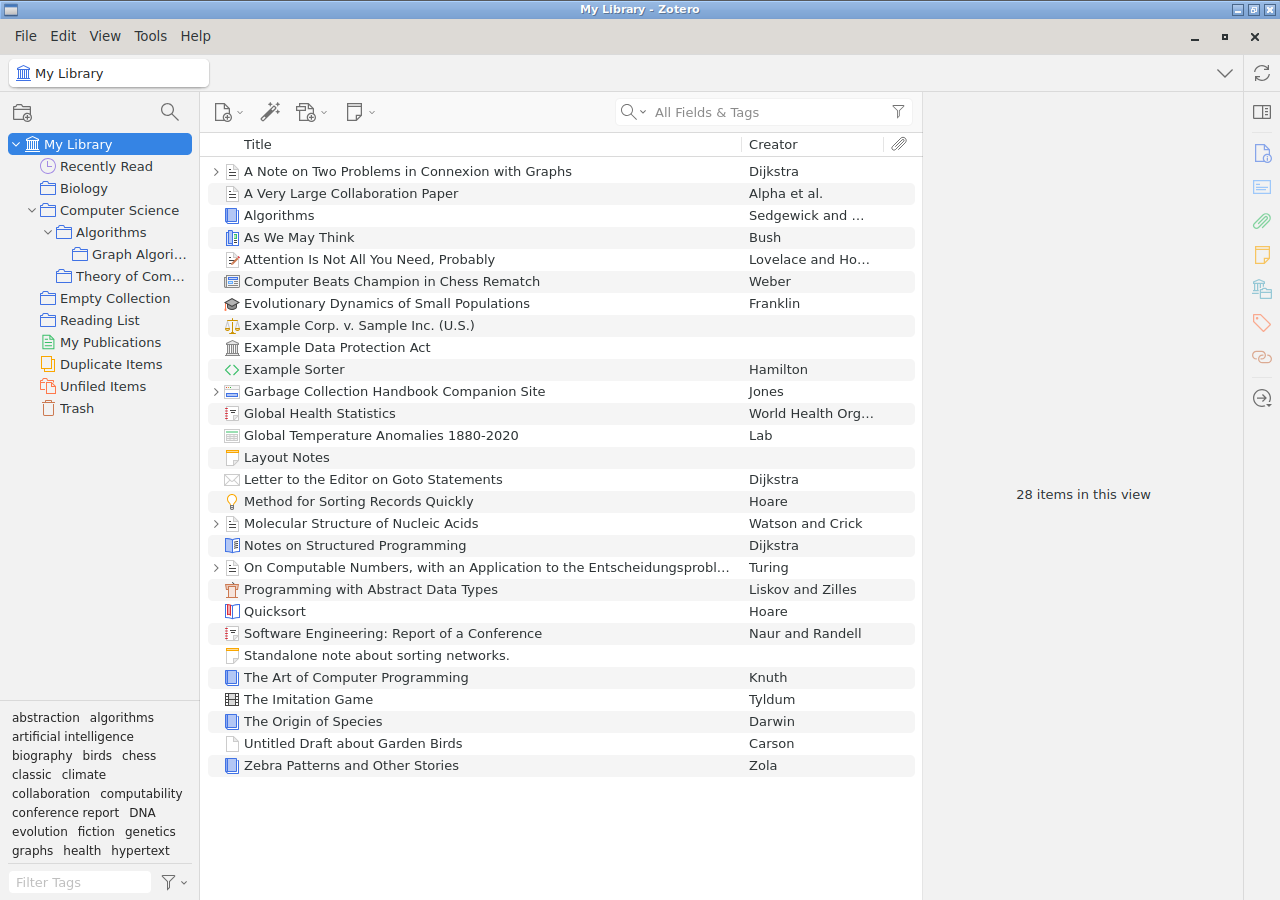 My Library - Zotero
File Edit View Tools Help
My Library
All Fields & Tags
My Library
Recently Read
Biology
Computer Science
Algorithms
Graph Algori...
Theory of Com...
Empty Collection
Reading List
My Publications
Duplicate Items
Unfiled Items
Trash
Title Creator
A Note on Two Problems in Connexion with Graphs Dijkstra
A Very Large Collaboration Paper Alpha et al.
Algorithms Sedgewick and ...
As We May Think Bush
Attention Is Not All You Need, Probably Lovelace and Ho...
Computer Beats Champion in Chess Rematch Weber
Evolutionary Dynamics of Small Populations Franklin
Example Corp. v. Sample Inc. (U.S.)
Example Data Protection Act
Example Sorter Hamilton
Garbage Collection Handbook Companion Site Jones
Global Health Statistics World Health Org...
Global Temperature Anomalies 1880-2020 Lab
Layout Notes
Letter to the Editor on Goto Statements Dijkstra
Method for Sorting Records Quickly Hoare
Molecular Structure of Nucleic Acids Watson and Crick
Notes on Structured Programming Dijkstra
On Computable Numbers, with an Application to the Entscheidungsprobl... Turing
Programming with Abstract Data Types Liskov and Zilles
Quicksort Hoare
Software Engineering: Report of a Conference Naur and Randell
Standalone note about sorting networks.
The Art of Computer Programming Knuth
The Imitation Game Tyldum
The Origin of Species Darwin
Untitled Draft about Garden Birds Carson
Zebra Patterns and Other Stories Zola
28 items in this view
abstraction algorithms
artificial intelligence
biography birds chess
classic climate
collaboration computability
conference report DNA
evolution fiction genetics
graphs health hypertext
Filter Tags